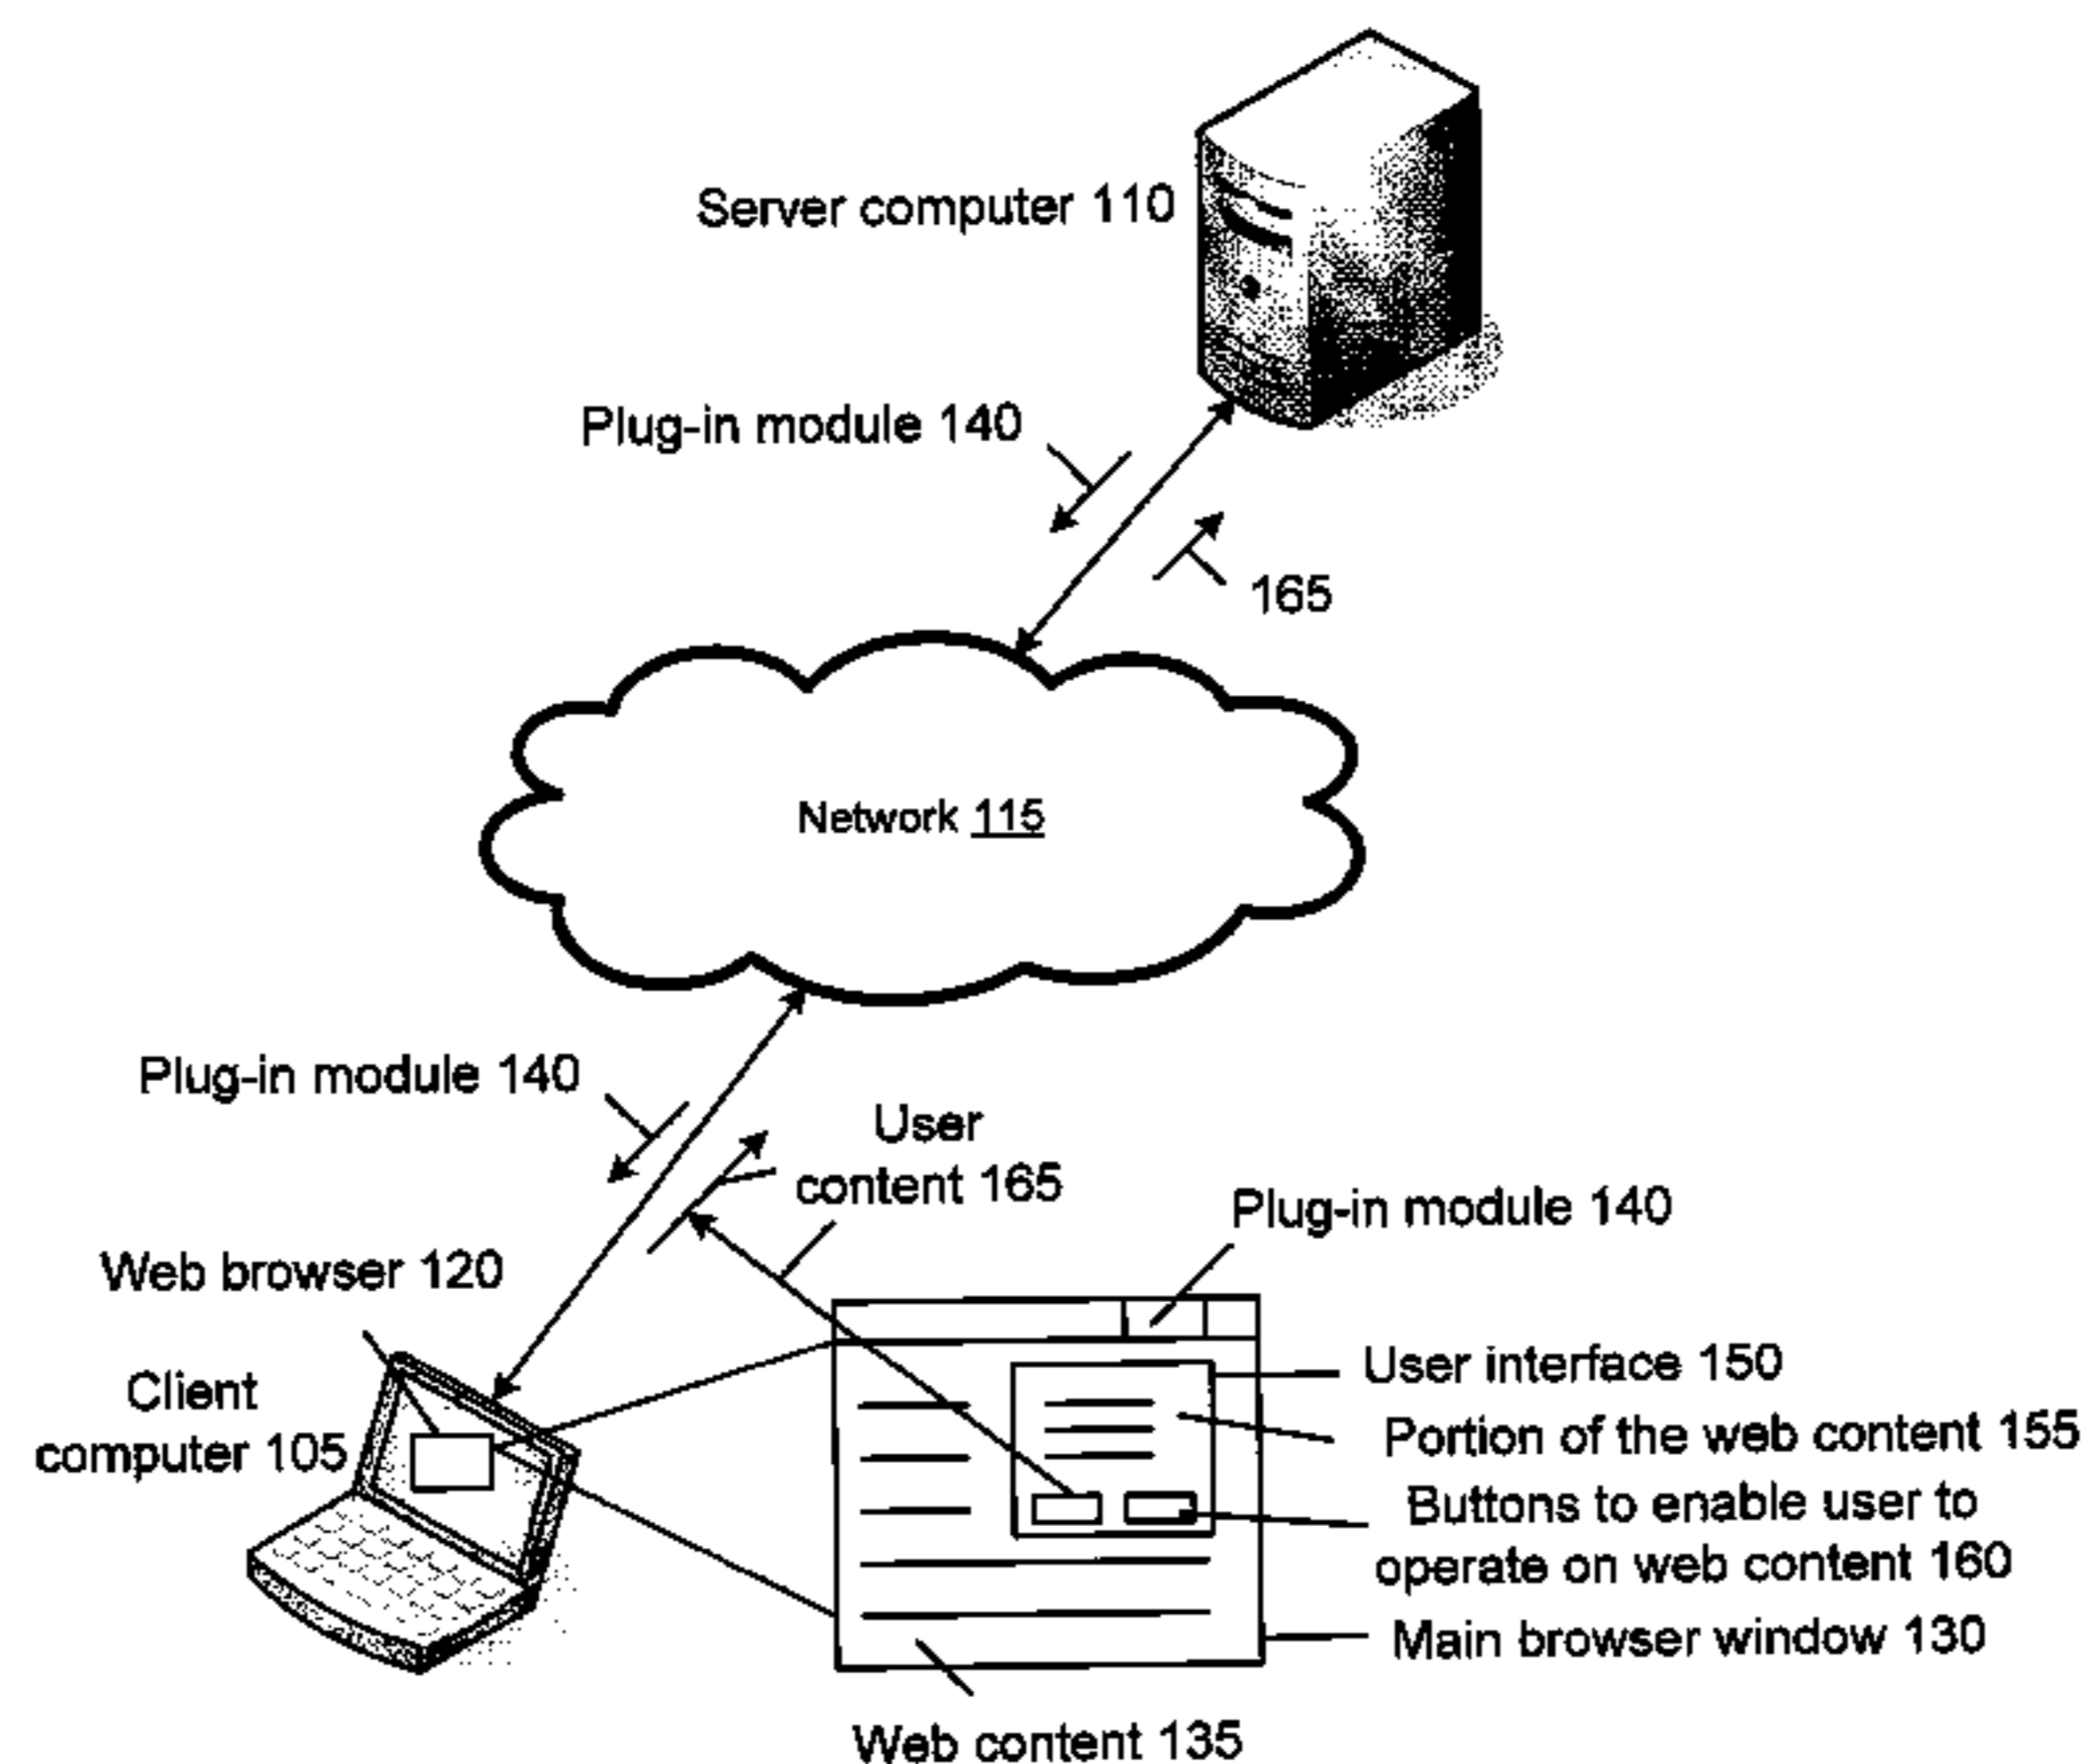 Server computer 110
Plug-in module 140
165
Network 115
Plug-in module 140
User
content 165
Plug-in module 140
Web browser 120
User interface 150
Client
computer 105
Portion of the web content 155
Buttons to enable user to
operate on web content 160
Main browser window 130
Web content 135